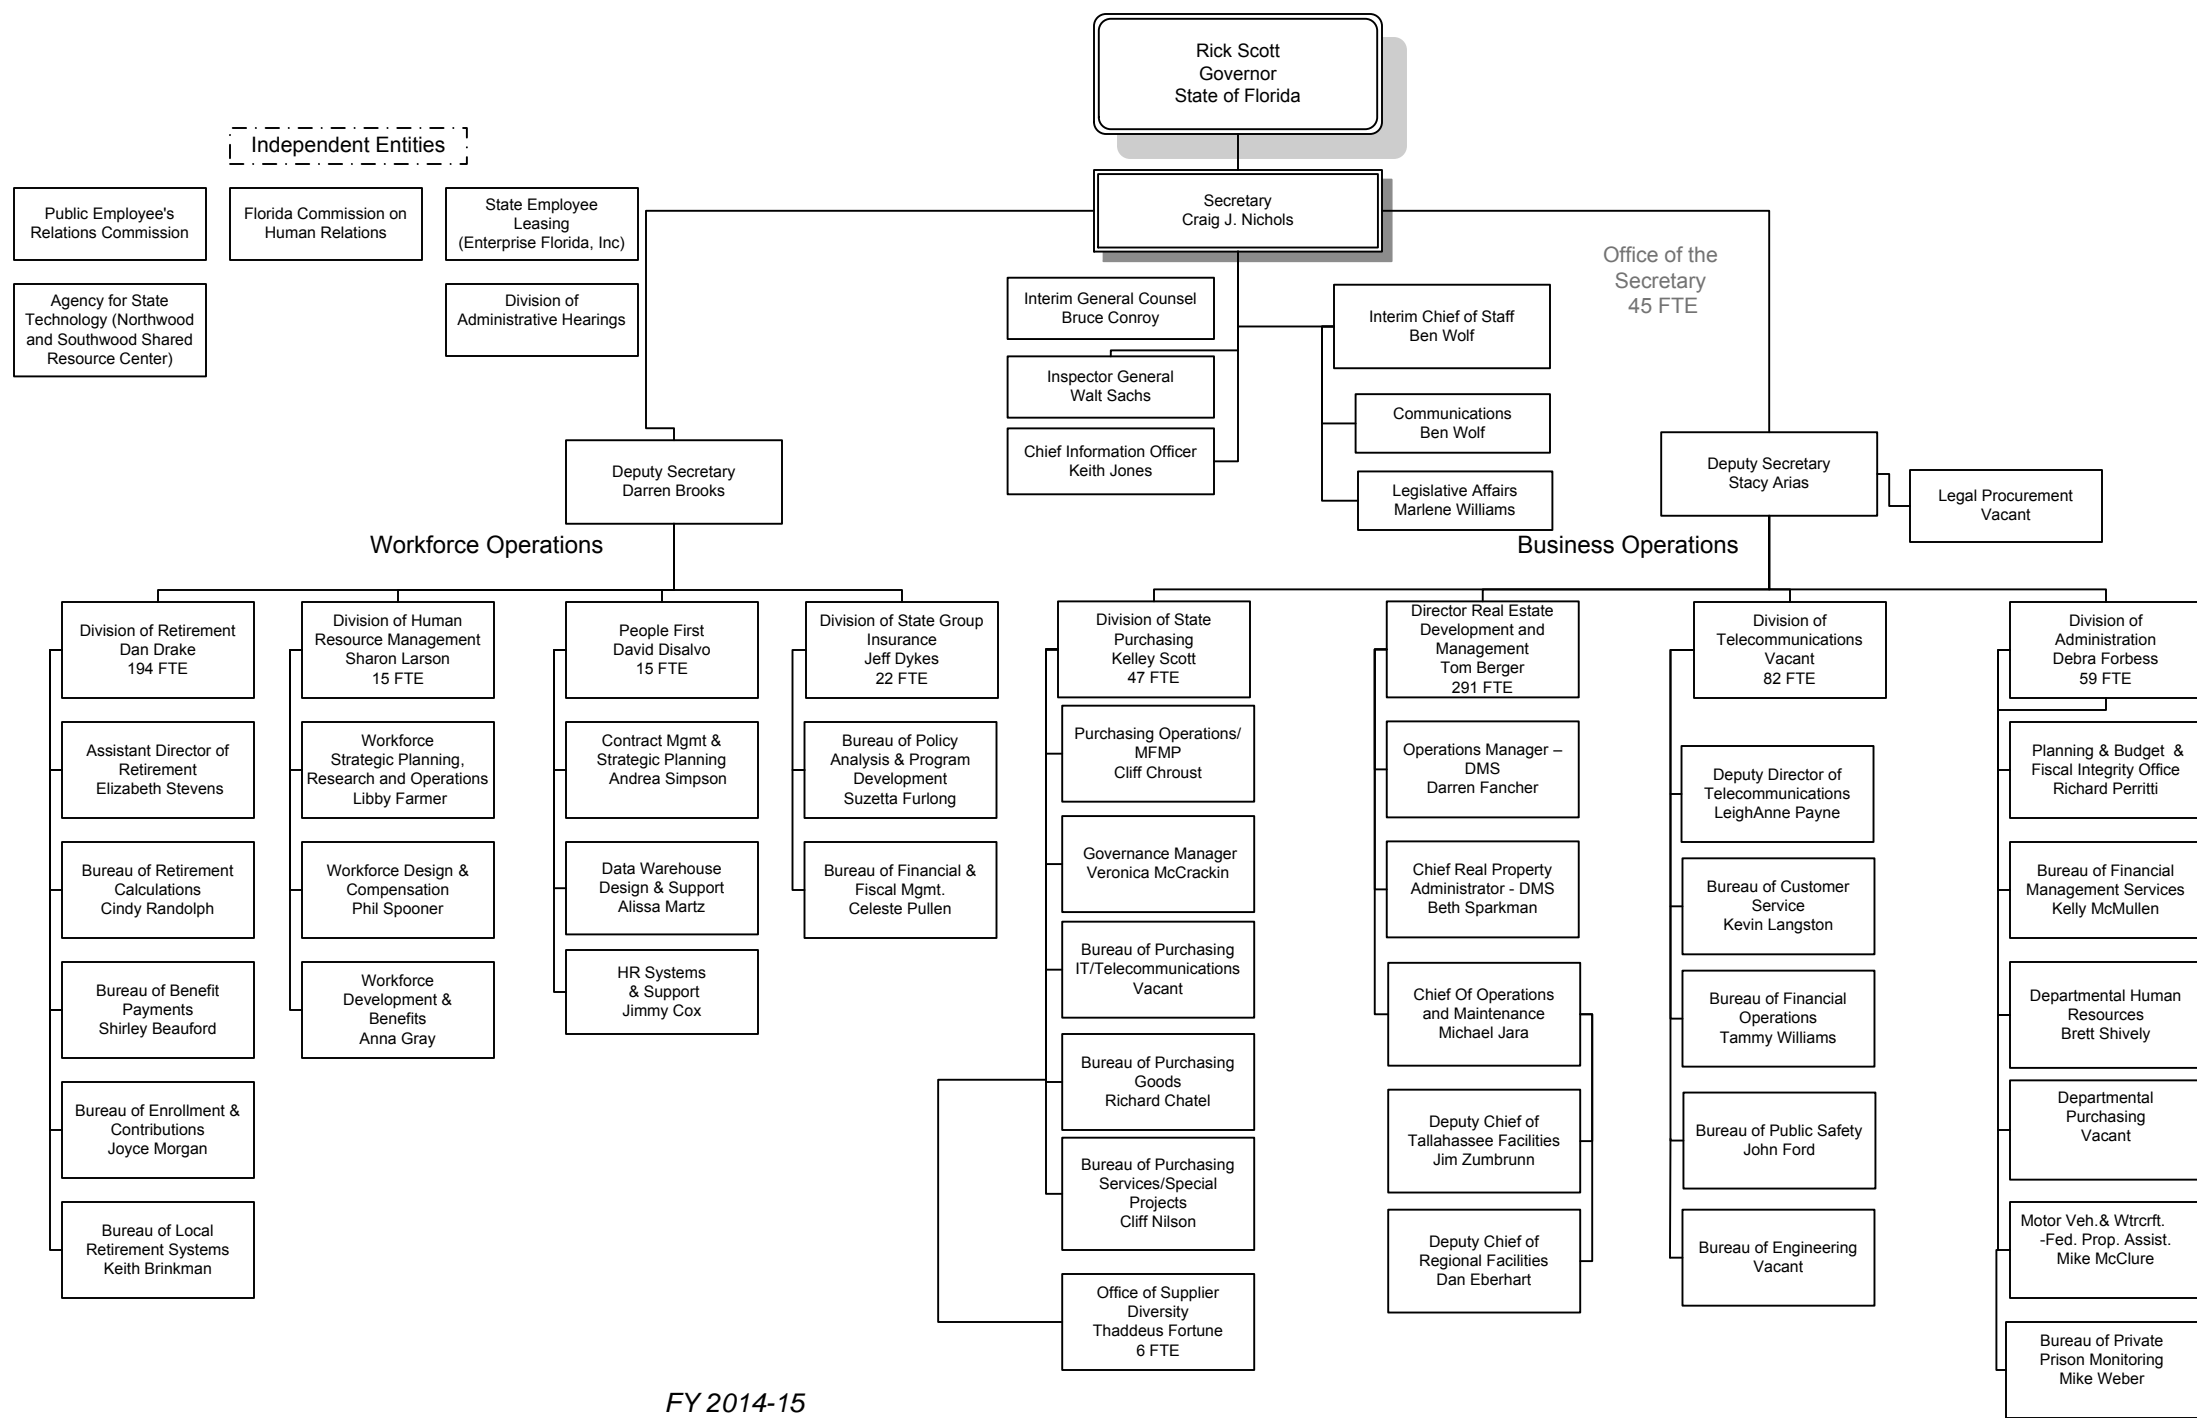 Rick Scott
Governor
State of Florida
Independent Entities
Public Employee's
Relations Commission
Florida Commission on
Human Relations
State Employee
Leasing
(Enterprise Florida, Inc)
Agency for State
Technology (Northwood
and Southwood Shared
Resource Center)
Division of
Administrative Hearings
Secretary
Craig J. Nichols
Office of the
Secretary
45 FTE
Interim General Counsel
Bruce Conroy
Interim Chief of Staff
Ben Wolf
Inspector General
Walt Sachs
Communications
Ben Wolf
Chief Information Officer
Keith Jones
Legislative Affairs
Marlene Williams
Deputy Secretary
Darren Brooks
Deputy Secretary
Stacy Arias
Legal Procurement
Vacant
Workforce Operations
Business Operations
Division of Retirement
Dan Drake
194 FTE
Assistant Director of
Retirement
Elizabeth Stevens
Bureau of Retirement
Calculations
Cindy Randolph
Bureau of Benefit
Payments
Shirley Beauford
Bureau of Enrollment &
Contributions
Joyce Morgan
Bureau of Local
Retirement Systems
Keith Brinkman
Division of Human
Resource Management
Sharon Larson
15 FTE
Workforce
Strategic Planning,
Research and Operations
Libby Farmer
Workforce Design &
Compensation
Phil Spooner
Workforce
Development &
Benefits
Anna Gray
People First
David Disalvo
15 FTE
Contract Mgmt &
Strategic Planning
Andrea Simpson
Data Warehouse
Design & Support
Alissa Martz
HR Systems
& Support
Jimmy Cox
Division of State Group
Insurance
Jeff Dykes
22 FTE
Bureau of Policy
Analysis & Program
Development
Suzetta Furlong
Bureau of Financial &
Fiscal Mgmt.
Celeste Pullen
Division of State
Purchasing
Kelley Scott
47 FTE
Purchasing Operations/
MFMP
Cliff Chroust
Governance Manager
Veronica McCrackin
Bureau of Purchasing
IT/Telecommunications
Vacant
Bureau of Purchasing
Goods
Richard Chatel
Bureau of Purchasing
Services/Special
Projects
Cliff Nilson
Office of Supplier
Diversity
Thaddeus Fortune
6 FTE
Director Real Estate
Development and
Management
Tom Berger
291 FTE
Operations Manager –
DMS
Darren Fancher
Chief Real Property
Administrator - DMS
Beth Sparkman
Chief Of Operations
and Maintenance
Michael Jara
Deputy Chief of
Tallahassee Facilities
Jim Zumbrunn
Deputy Chief of
Regional Facilities
Dan Eberhart
Division of
Telecommunications
Vacant
82 FTE
Deputy Director of
Telecommunications
LeighAnne Payne
Bureau of Customer
Service
Kevin Langston
Bureau of Financial
Operations
Tammy Williams
Bureau of Public Safety
John Ford
Bureau of Engineering
Vacant
Division of
Administration
Debra Forbess
59 FTE
Planning & Budget &
Fiscal Integrity Office
Richard Perritti
Bureau of Financial
Management Services
Kelly McMullen
Departmental Human
Resources
Brett Shively
Departmental
Purchasing
Vacant
Motor Veh.& Wtrcrft.
-Fed. Prop. Assist.
Mike McClure
Bureau of Private
Prison Monitoring
Mike Weber
FY 2014-15